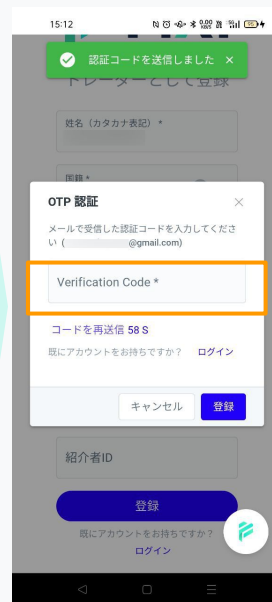 15:12
認証コードを送信しました ×
トレーダーとして登録
姓名（カタカナ表記）*
国籍 *
OTP 認証
メールで受信した認証コードを入力してくださ
い ( @gmail.com)
Verification Code *
コードを再送信 58 S
既にアカウントをお持ちですか？ ログイン
キャンセル 登録
紹介者ID
登録
既にアカウントをお持ちですか？
ログイン